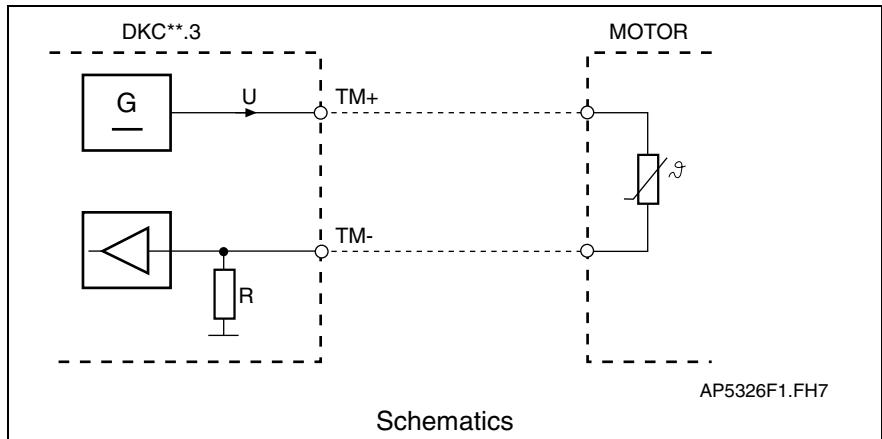 DKC**.3
MOTOR
G
U
TM+
ϑ
TM-
R
AP5326F1.FH7
Schematics